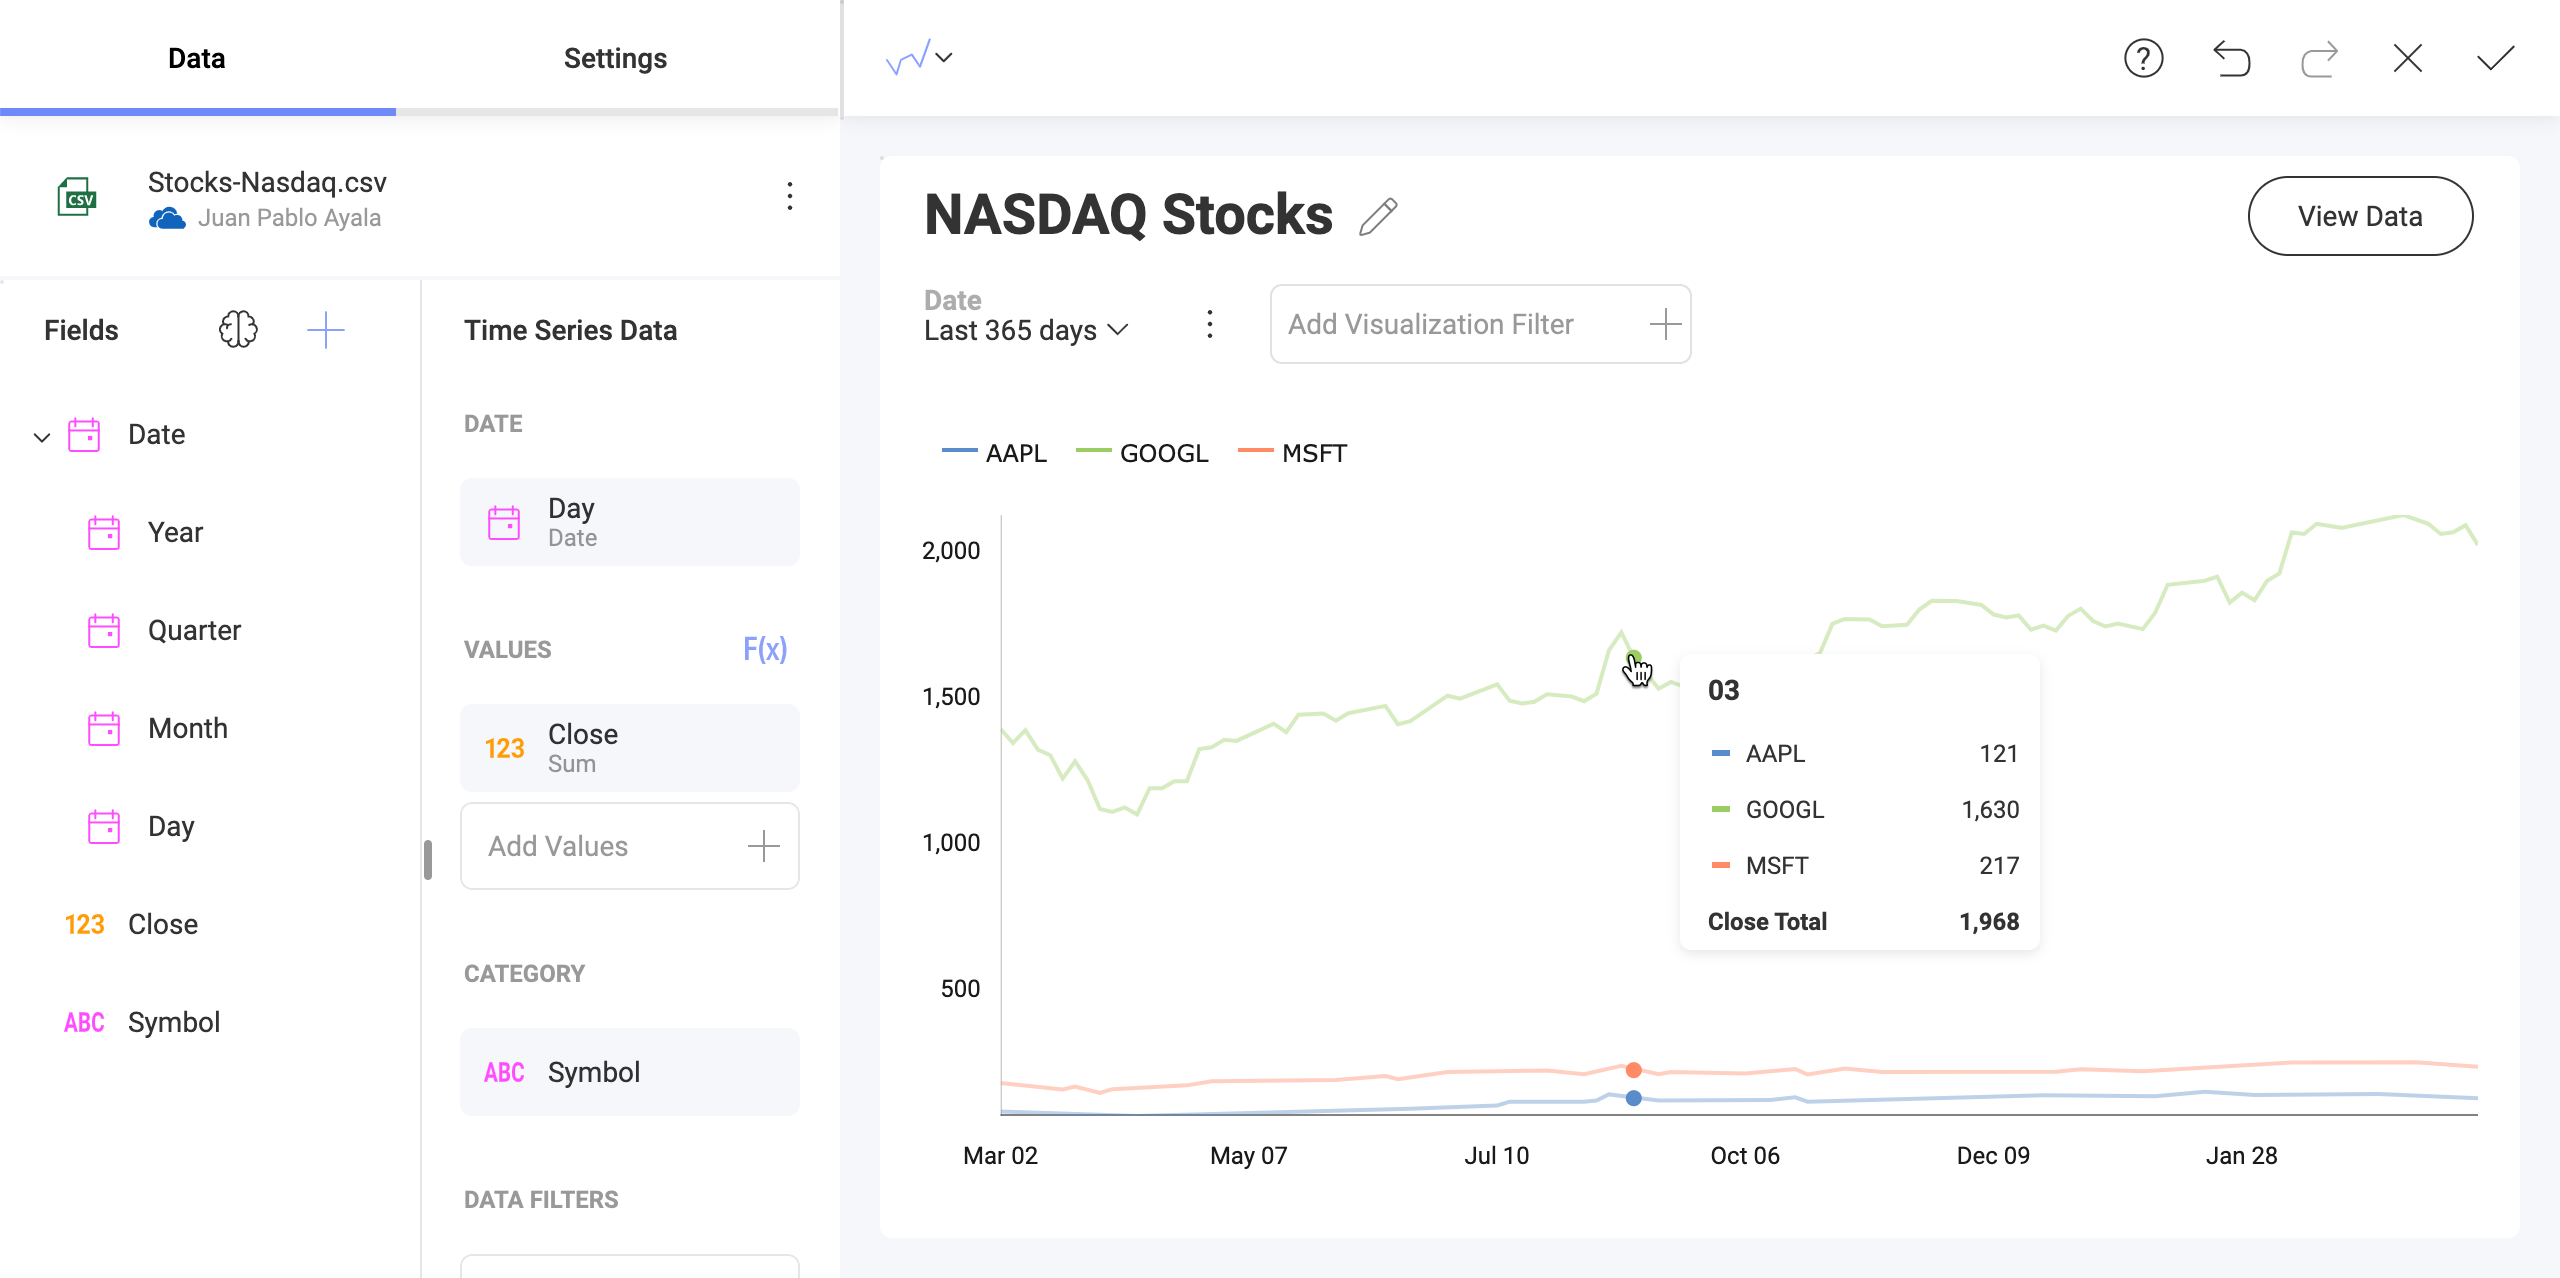 Data
Settings
CSV
Stocks-Nasdaq.csv
Juan Pablo Ayala
Fields
Date
Year
Quarter
Month
Day
123 Close
ABC Symbol
Time Series Data
DATE
Day
Date
VALUES F(x)
123 Close
Sum
Add Values
CATEGORY
ABC Symbol
DATA FILTERS
?
NASDAQ Stocks
View Data
Date
Last 365 days
Add Visualization Filter
AAPL GOOGL MSFT
2,000
1,500
1,000
500
03
AAPL 121
GOOGL 1,630
MSFT 217
Close Total 1,968
Mar 02 May 07 Jul 10 Oct 06 Dec 09 Jan 28